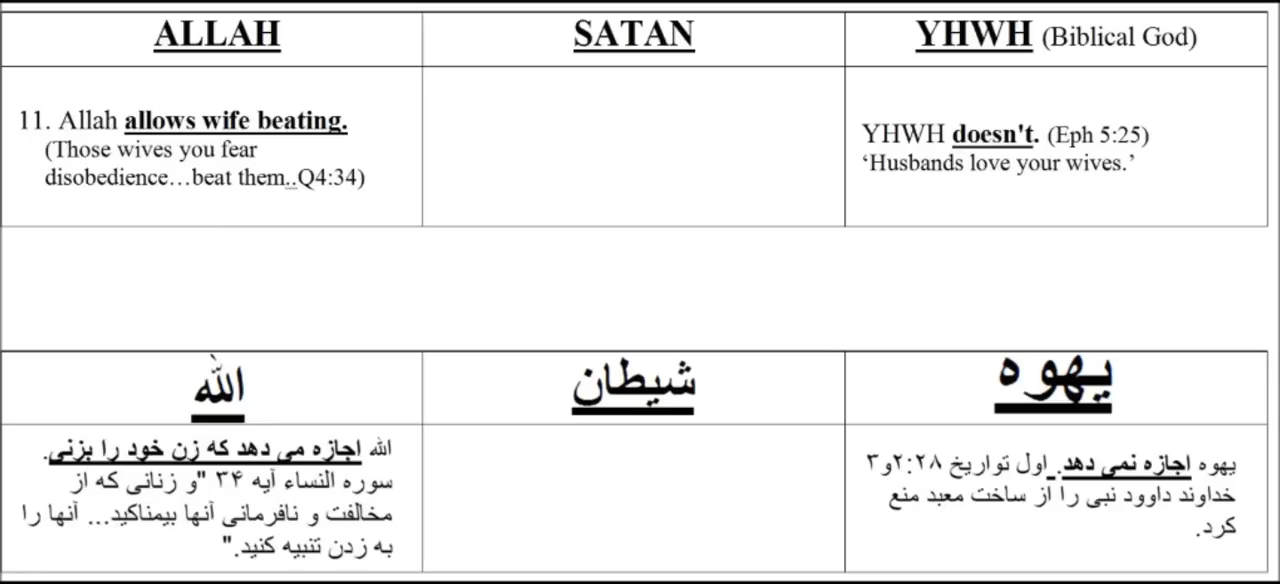 ALLAH
SATAN
YHWH (Biblical God)
11. Allah allows wife beating.
(Those wives you fear
disobedience…beat them..Q4:34)
YHWH doesn't. (Eph 5:25)
‘Husbands love your wives.’
الله
شیطان
یهوه
الله اجازه می دهد که زن خود را بزنی.
سوره النساء آیه ۳۴ "و زنانی که از
مخالفت و نافرمانی آنها بیمناکید... آنها را
به زدن تنبیه کنید."
یهوه اجازه نمی دهد. اول تواریخ ۲:۲۸و۳
خداوند داوود نبی را از ساخت معبد منع
کرد.